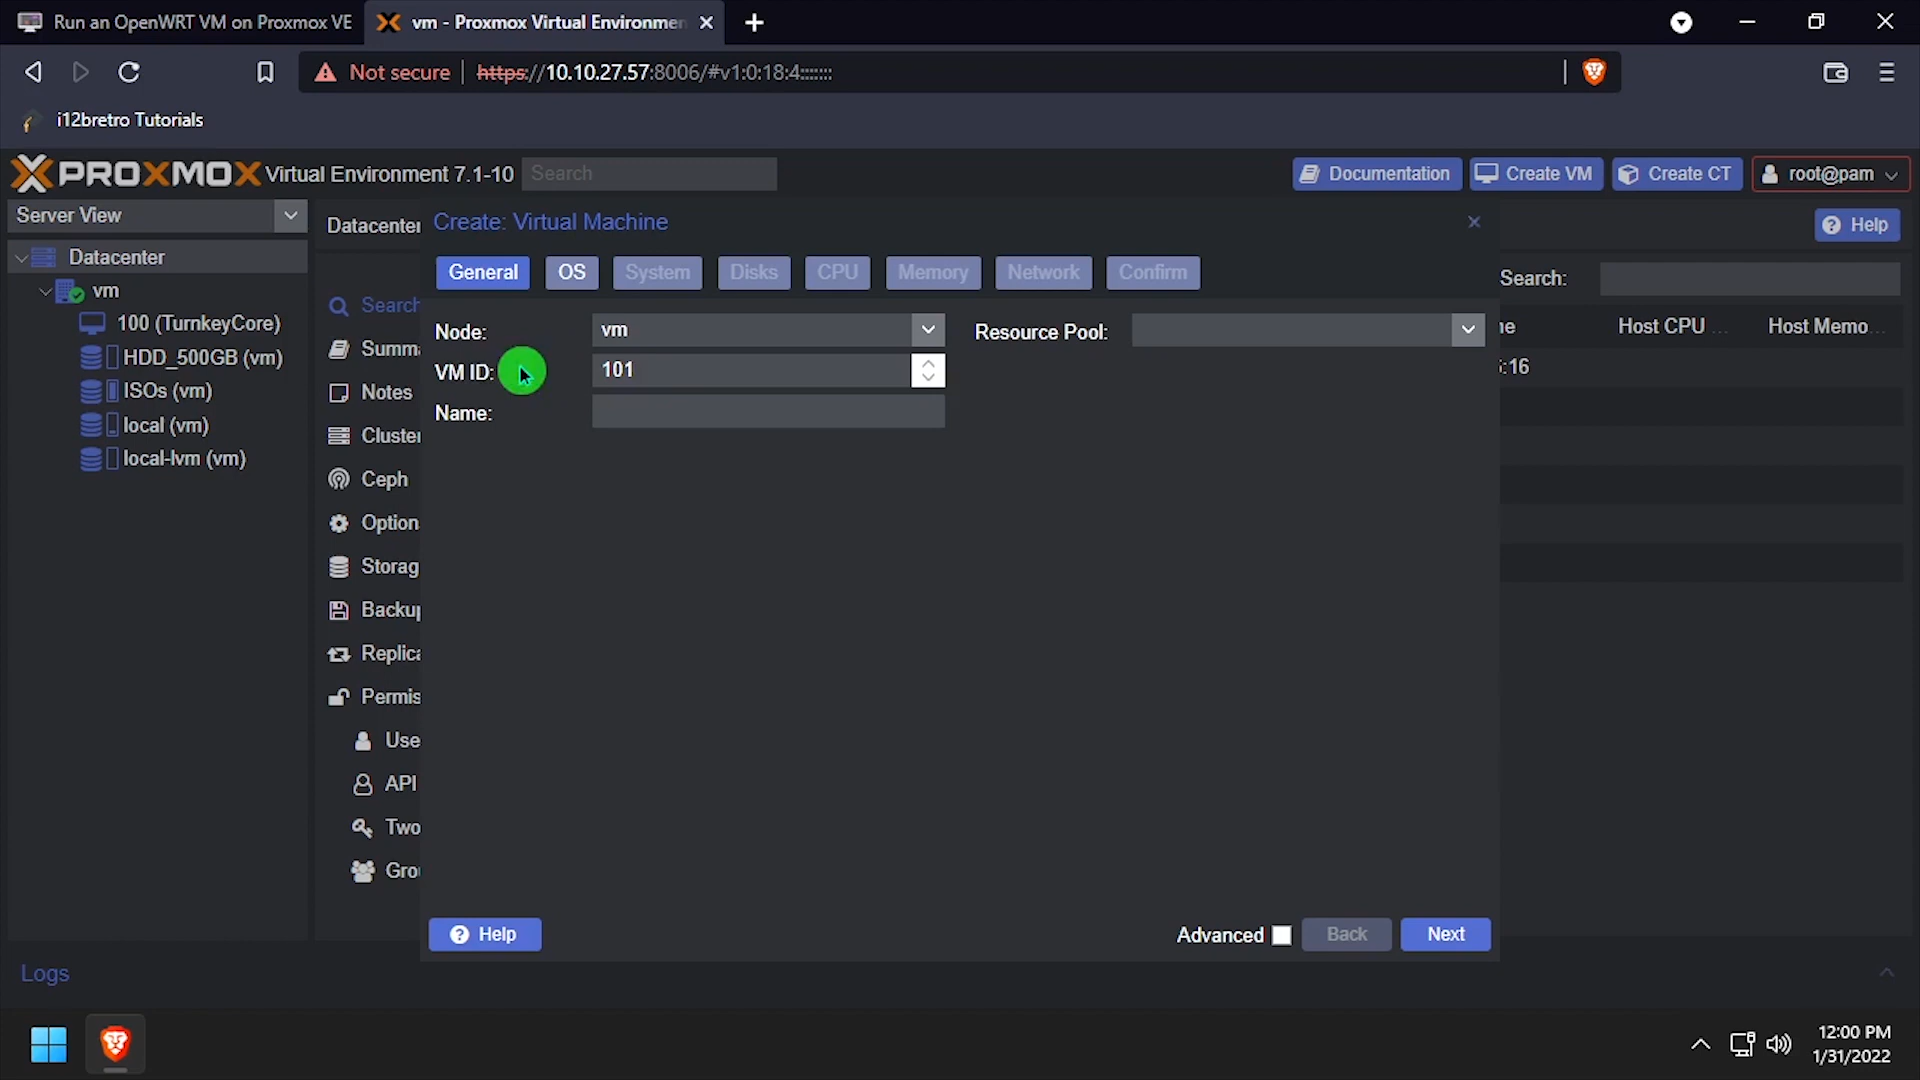 Run an OpenWRT VM on Proxmox VE
vm - Proxmox Virtual Environme
Not secure
https://10.10.27.57:8006/#v1:0:18:4:::::::
i12bretro Tutorials
PROXMOX Virtual Environment 7.1-10
Search
Documentation
Create VM
Create CT
root@pam
Server View
Datacenter
Create: Virtual Machine
Help
Datacenter
vm
100 (TurnkeyCore)
HDD_500GB (vm)
ISOs (vm)
local (vm)
local-lvm (vm)
Search
Summa
Notes
Cluster
Ceph
Option
Storag
Backup
Replica
Permis
Use
API
Two
Gro
General
OS
System
Disks
CPU
Memory
Network
Confirm
Node:
vm
Resource Pool:
VM ID:
101
Name:
Search:
ne
Host CPU ...
Host Memo...
:16
Help
Advanced
Back
Next
Logs
12:00 PM
1/31/2022